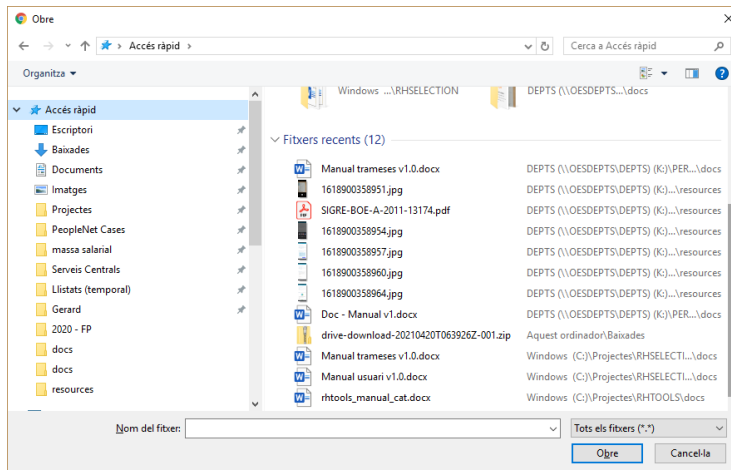 Obre
Accés ràpid
Cerca a Accés ràpid
Organitza
Accés ràpid
Escriptori
Baixades
Documents
Imatges
Projectes
PeopleNet Cases
massa salarial
Serveis Centrals
Llistats (temporal)
Gerard
2020 - FP
docs
docs
resources
Windows ...\RHSELECTION DEPTS (\\OESDEPTS...\docs
Fitxers recents (12)
Manual trameses v1.0.docx DEPTS (\\OESDEPTS\DEPTS) (K:)\PER...\docs
1618900358951.jpg DEPTS (\\OESDEPTS\DEPTS) (K:)...\resources
SIGRE-BOE-A-2011-13174.pdf DEPTS (\\OESDEPTS\DEPTS) (K:)...\resources
1618900358954.jpg DEPTS (\\OESDEPTS\DEPTS) (K:)...\resources
1618900358957.jpg DEPTS (\\OESDEPTS\DEPTS) (K:)...\resources
1618900358960.jpg DEPTS (\\OESDEPTS\DEPTS) (K:)...\resources
1618900358964.jpg DEPTS (\\OESDEPTS\DEPTS) (K:)...\resources
Doc - Manual v1.docx DEPTS (\\OESDEPTS\DEPTS) (K:)\PER...\docs
drive-download-20210420T063926Z-001.zip Aquest ordinador\Baixades
Manual trameses v1.0.docx Windows (C:)\Projectes\RHSELECTI...\docs
Manual usuari v1.0.docx Windows (C:)\Projectes\RHSELECTI...\docs
rhtools_manual_cat.docx Windows (C:)\Projectes\RHTOOLS\docs
Nom del fitxer: Tots els fitxers (*.*)
Obre Cancel·la